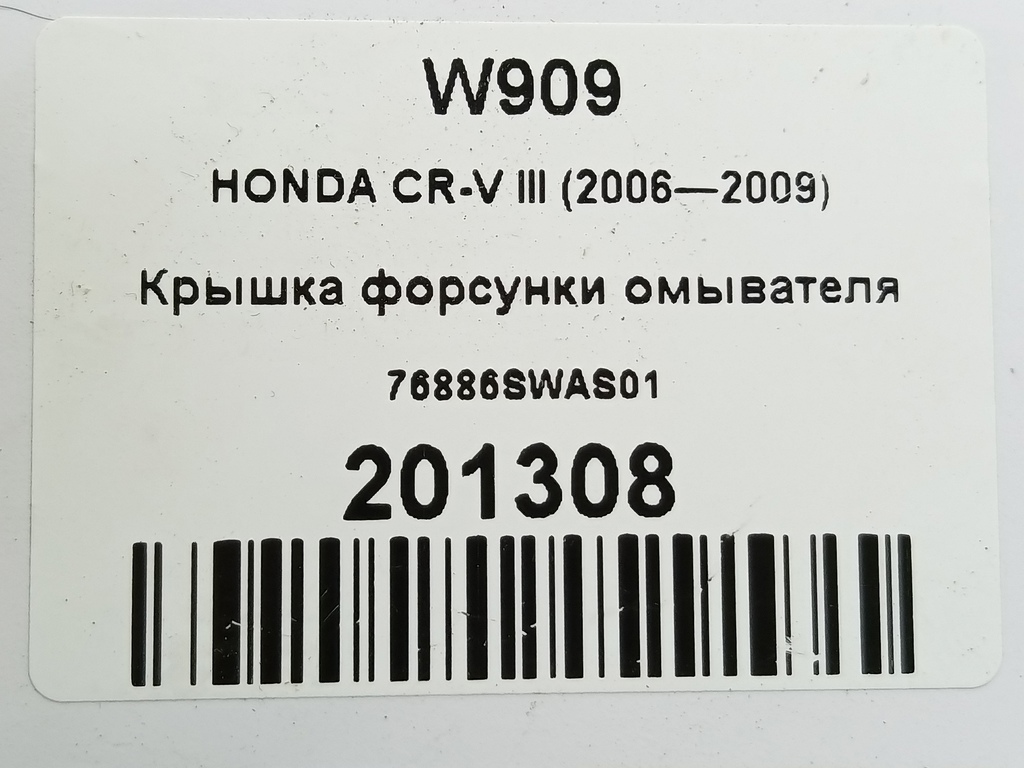 W909
HONDA CR-V III (2006—2009)
Крышка форсунки омывателя
76886SWAS01
201308